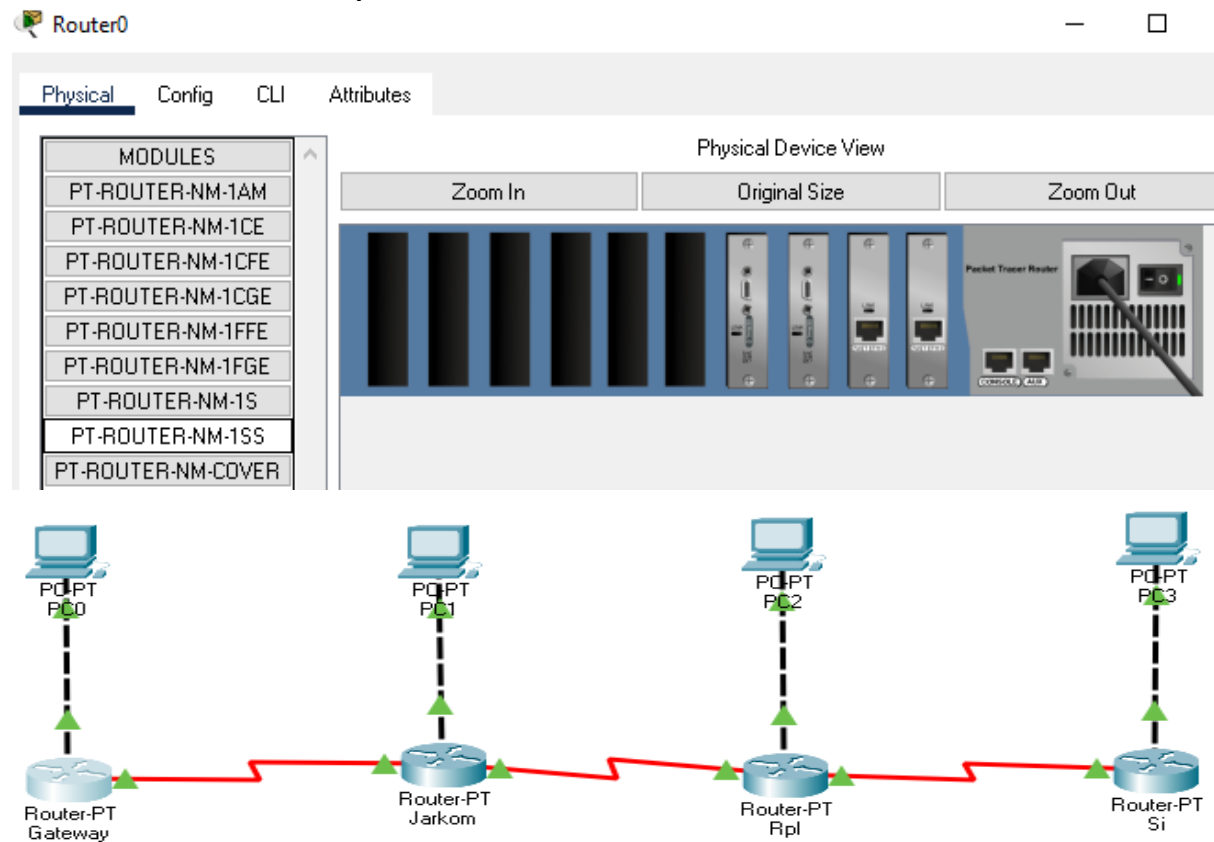 Router0
Physical Config CLI Attributes
MODULES
PT-ROUTER-NM-1AM
PT-ROUTER-NM-1CE
PT-ROUTER-NM-1CFE
PT-ROUTER-NM-1CGE
PT-ROUTER-NM-1FFE
PT-ROUTER-NM-1FGE
PT-ROUTER-NM-1S
PT-ROUTER-NM-1SS
PT-ROUTER-NM-COVER
Physical Device View
Zoom In Original Size Zoom Out
Packet Tracer Router
CONSOLE AUX
PC-PT
PC0
PC-PT
PC1
PC-PT
PC2
PC-PT
PC3
Router-PT
Gateway
Router-PT
Jarkom
Router-PT
Rpl
Router-PT
Si